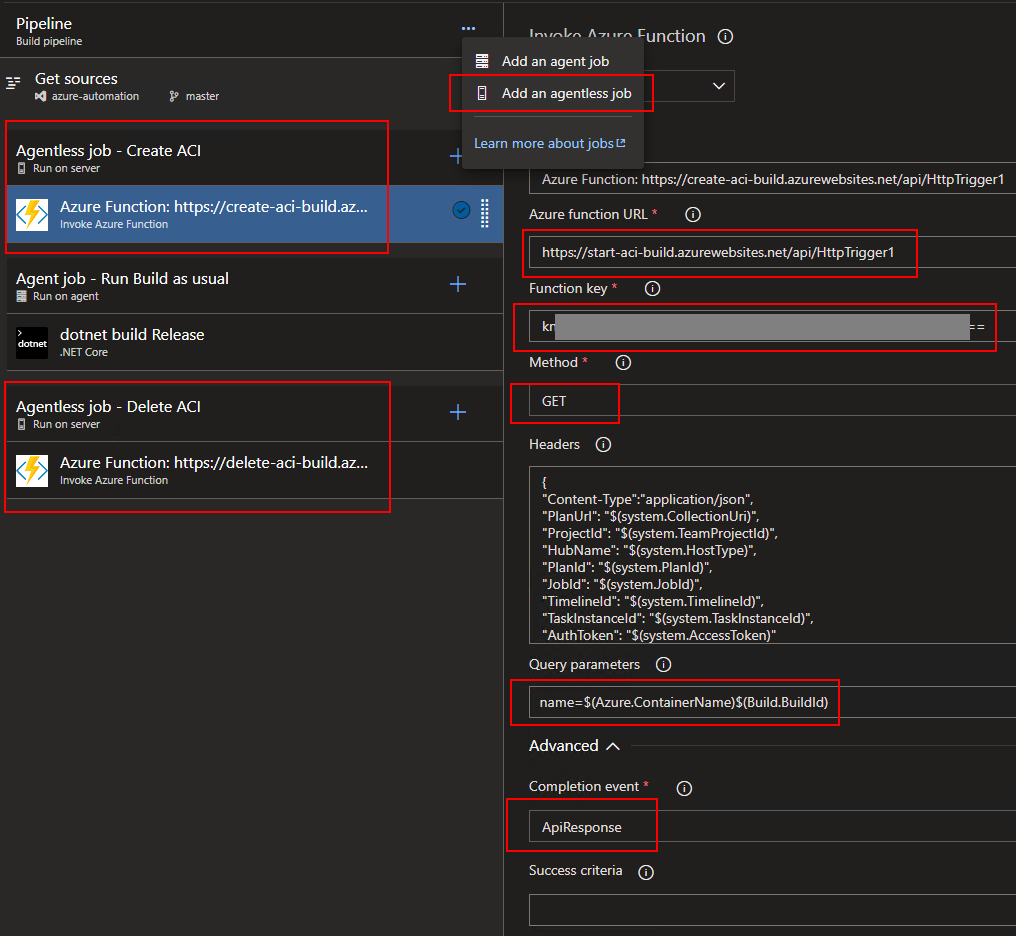 Pipeline
Build pipeline
...
Get sources
azure-automation
master
Agentless job - Create ACI
Run on server
Azure Function: https://create-aci-build.az...
Invoke Azure Function
Agent job - Run Build as usual
Run on agent
dotnet
dotnet build Release
.NET Core
Agentless job - Delete ACI
Run on server
Azure Function: https://delete-aci-build.az...
Invoke Azure Function
Add an agent job
Add an agentless job
Learn more about jobs
Invoke Azure Function
Azure Function: https://create-aci-build.azurewebsites.net/api/HttpTrigger1
Azure function URL *
https://start-aci-build.azurewebsites.net/api/HttpTrigger1
Function key *
==
Method *
GET
Headers
{
"Content-Type":"application/json",
"PlanUrl": "$(system.CollectionUri)",
"ProjectId": "$(system.TeamProjectId)",
"HubName": "$(system.HostType)",
"PlanId": "$(system.PlanId)",
"JobId": "$(system.JobId)",
"TimelineId": "$(system.TimelineId)",
"TaskInstanceId": "$(system.TaskInstanceId)",
"AuthToken": "$(system.AccessToken)"
Query parameters
name=$(Azure.ContainerName)$(Build.BuildId)
Advanced
Completion event *
ApiResponse
Success criteria